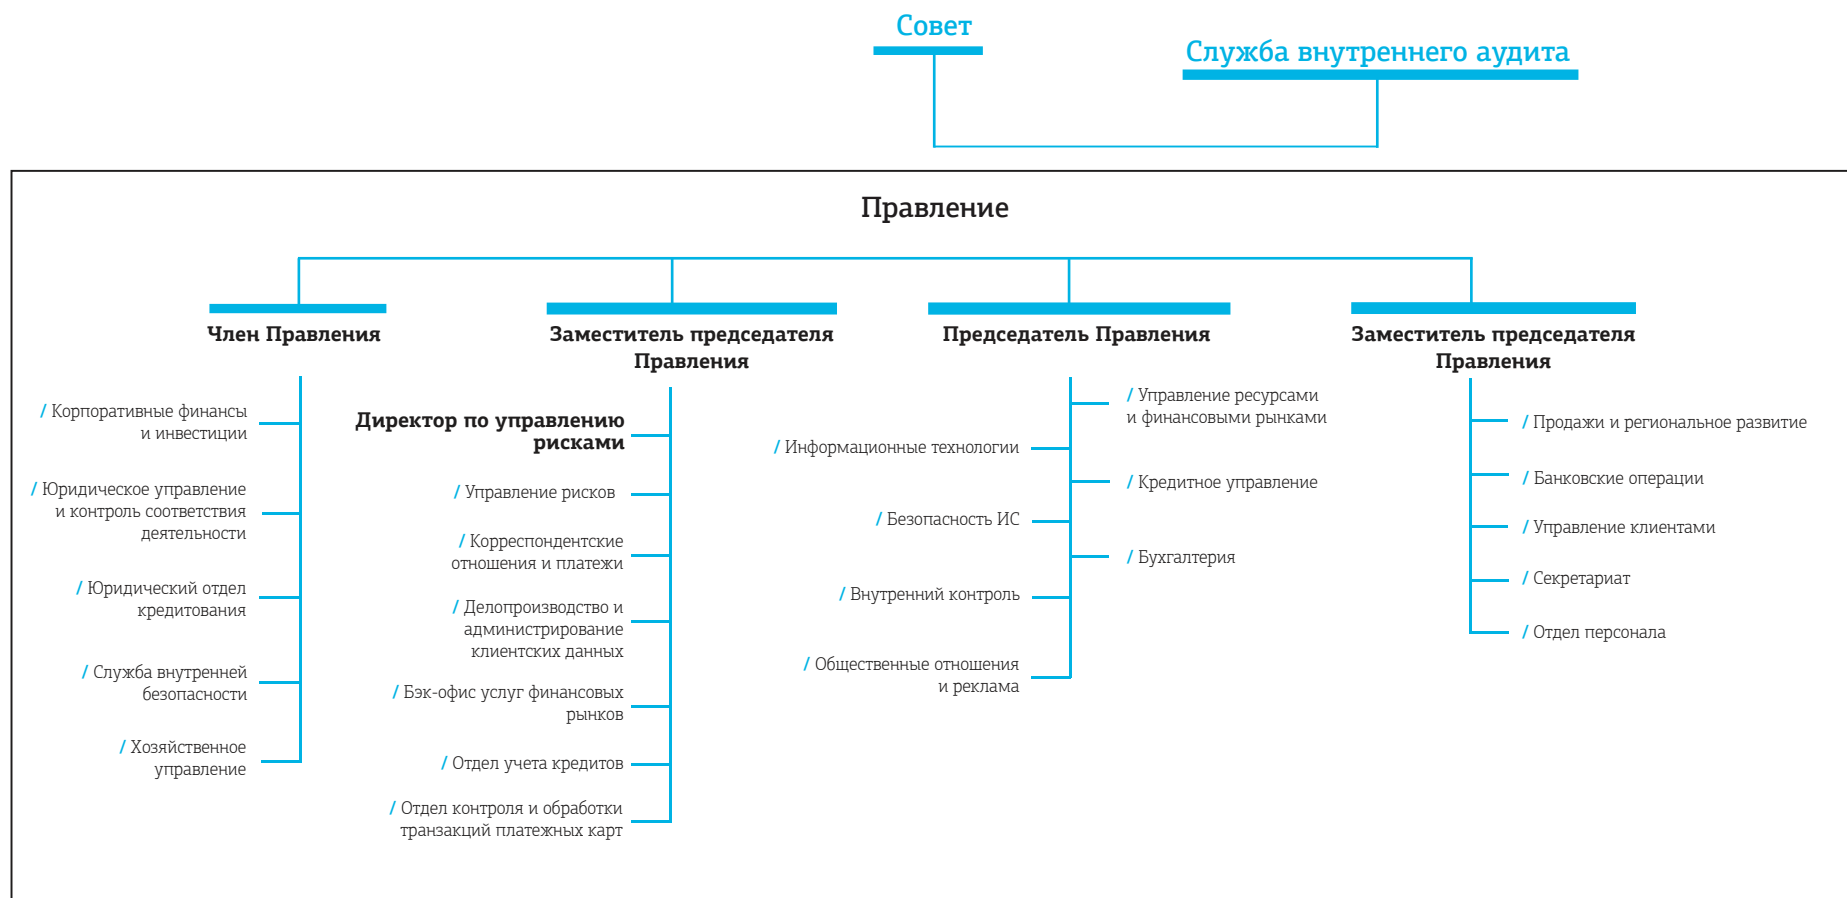 Совет
Служба внутреннего аудита
Правление
Член Правления
/ Корпоративные финансы
и инвестиции
/ Юридическое управление
и контроль соответствия
деятельности
/ Юридический отдел
кредитования
/ Служба внутренней
безопасности
/ Хозяйственное
управление
Заместитель председателя
Правления
Директор по управлению
рисками
/ Управление рисков
/ Корреспондентские
отношения и платежи
/ Делопроизводство и
администрирование
клиентских данных
/ Бэк-офис услуг финансовых
рынков
/ Отдел учета кредитов
/ Отдел контроля и обработки
транзакций платежных карт
Председатель Правления
/ Информационные технологии
/ Безопасность ИС
/ Внутренний контроль
/ Общественные отношения
и реклама
/ Управление ресурсами
и финансовыми рынками
/ Кредитное управление
/ Бухгалтерия
Заместитель председателя
Правления
/ Продажи и региональное развитие
/ Банковские операции
/ Управление клиентами
/ Секретариат
/ Отдел персонала